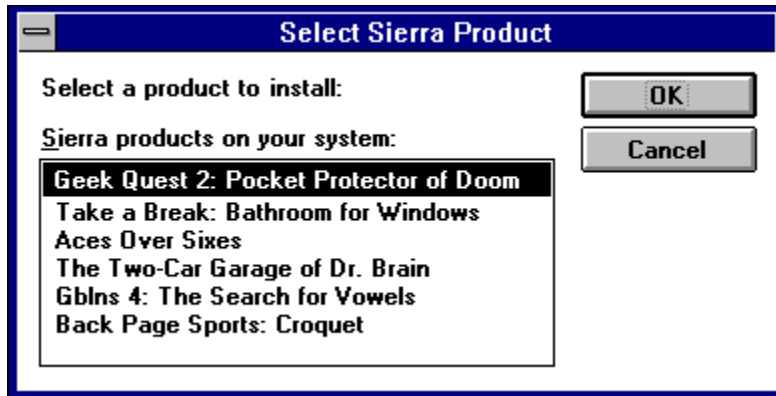 Select Sierra Product
Select a product to install:
OK
Sierra products on your system:
Cancel
Geek Quest 2: Pocket Protector of Doom
Take a Break: Bathroom for Windows
Aces Over Sixes
The Two-Car Garage of Dr. Brain
Gblns 4: The Search for Vowels
Back Page Sports: Croquet